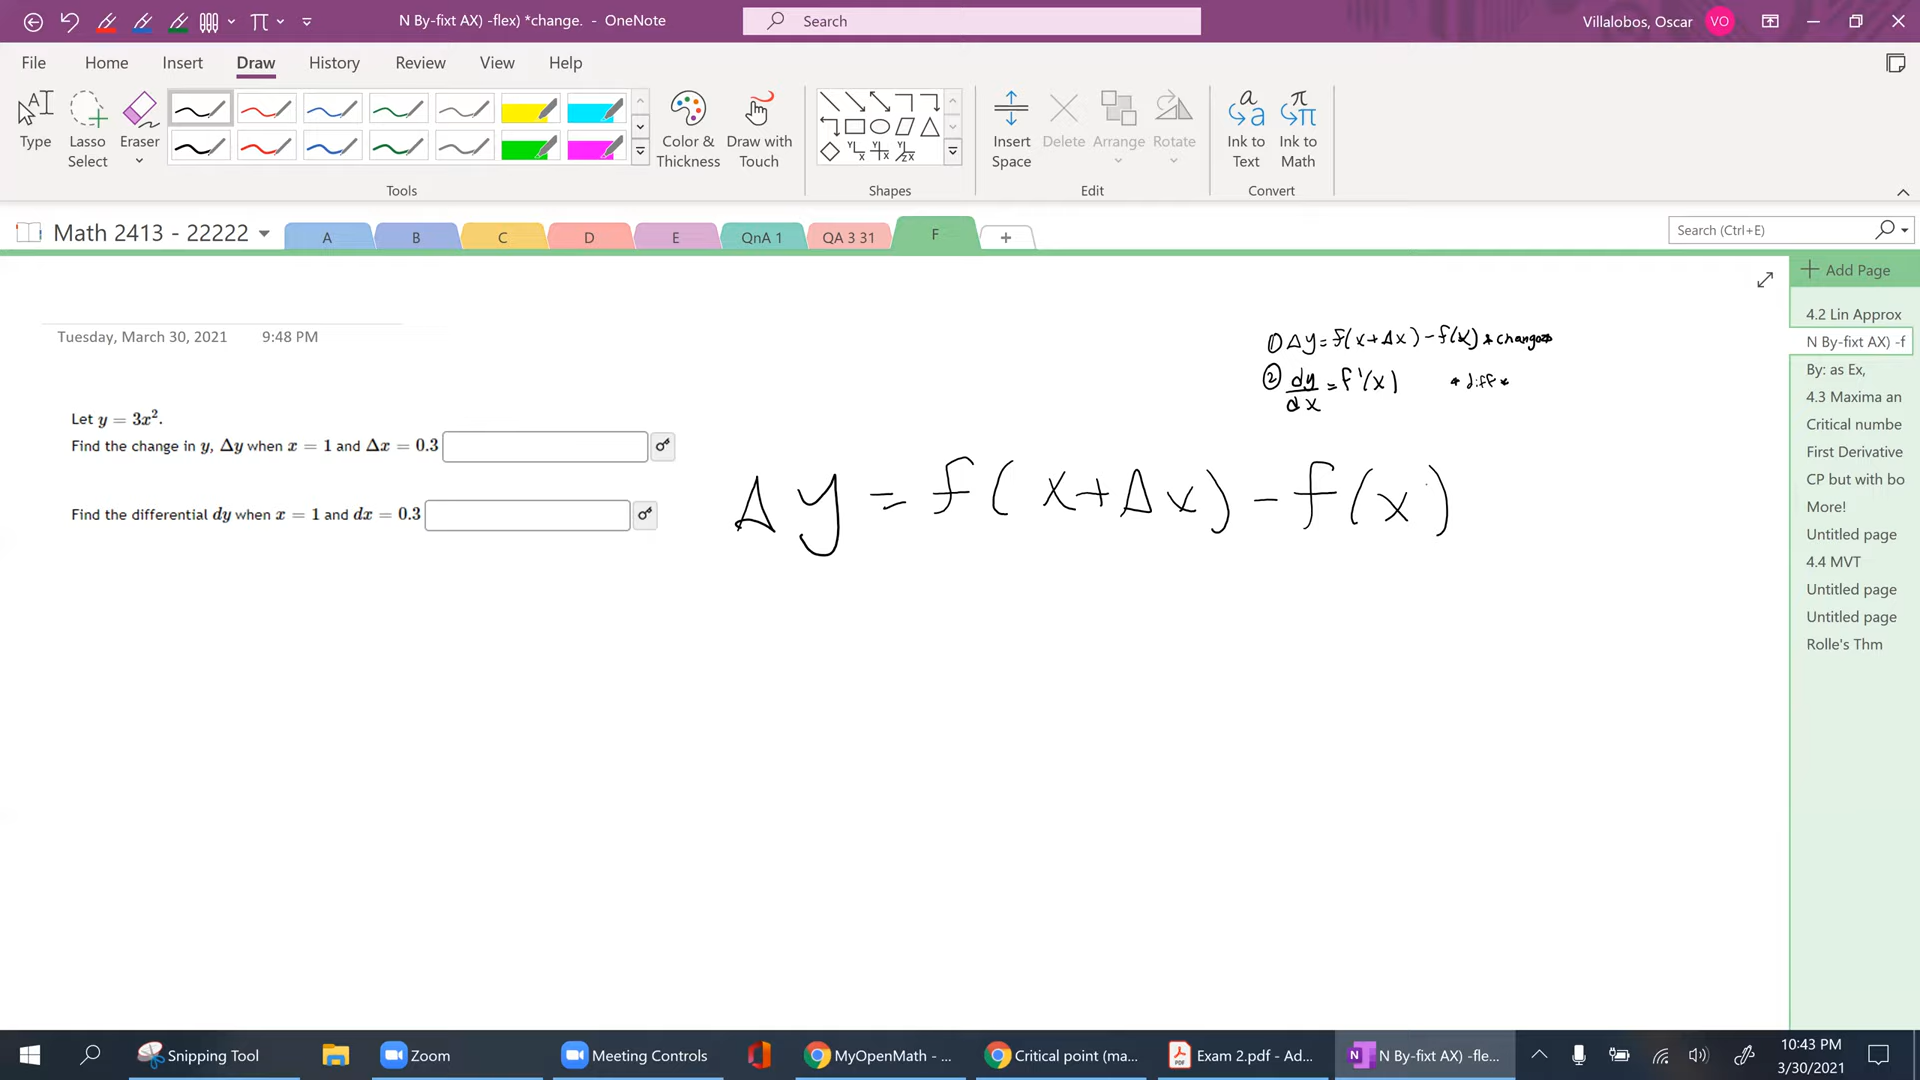 N By-fixt AX) -flex) *change. - OneNote
Search
Villalobos, Oscar
VO
File
Home
Insert
Draw
History
Review
View
Help
Type
Lasso Select
Eraser
Color & Thickness
Draw with Touch
Tools
Shapes
Insert Space
Delete
Arrange
Rotate
Edit
Ink to Text
Ink to Math
Convert
Math 2413 - 22222
A
B
C
D
E
QnA 1
QA 3 31
F
+
Search (Ctrl+E)
Tuesday, March 30, 2021 9:48 PM
① Δy = f(x+Δx) - f(x) *change*
② dy/dx = f'(x) *diff*
Let y = 3x².
Find the change in y, Δy when x = 1 and Δx = 0.3
Find the differential dy when x = 1 and dx = 0.3
Δy = f(x+Δx) - f(x)
Add Page
4.2 Lin Approx
N By-fixt AX) -f
By: as Ex,
4.3 Maxima an
Critical numbe
First Derivative
CP but with bo
More!
Untitled page
4.4 MVT
Untitled page
Untitled page
Rolle's Thm
Snipping Tool
Zoom
Meeting Controls
MyOpenMath - ...
Critical point (ma...
Exam 2.pdf - Ad...
N By-fixt AX) -fle...
10:43 PM
3/30/2021